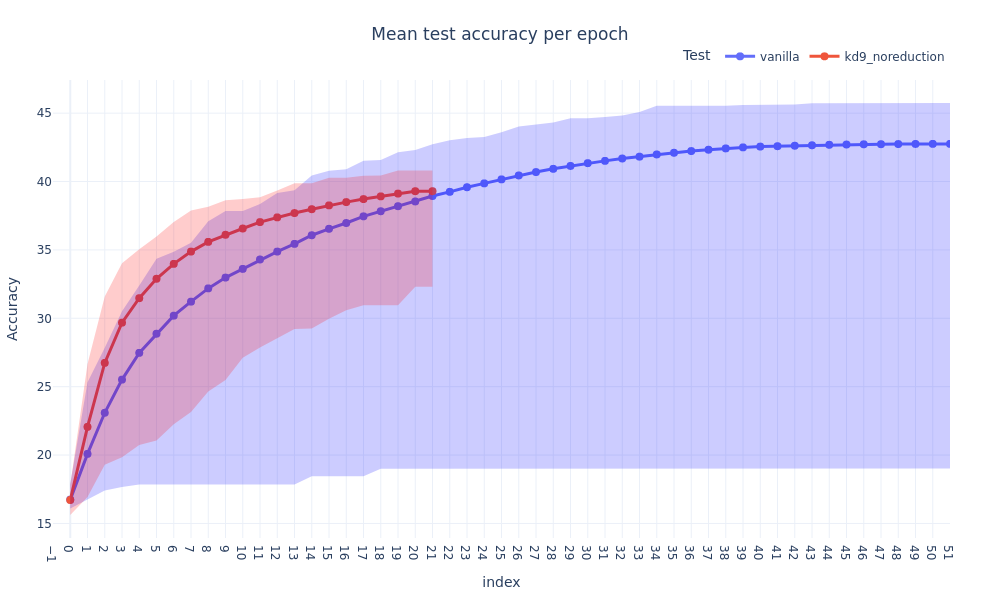 Mean test accuracy per epoch
Test vanilla kd9_noreduction
Accuracy
45
40
35
30
25
20
15
−1 0 1 2 3 4 5 6 7 8 9 10 11 12 13 14 15 16 17 18 19 20 21 22 23 24 25 26 27 28 29 30 31 32 33 34 35 36 37 38 39 40 41 42 43 44 45 46 47 48 49 50 51
index